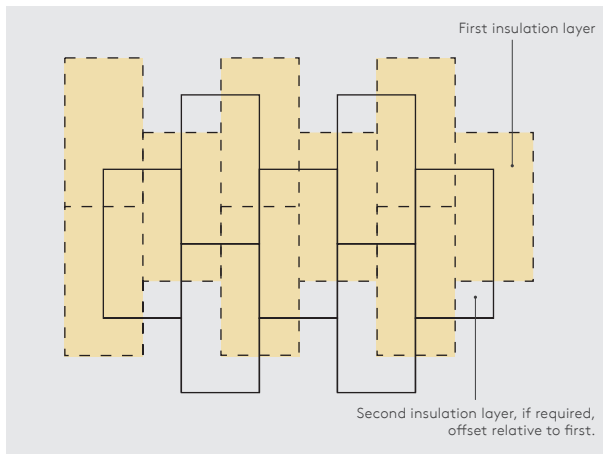 First insulation layer
Second insulation layer, if required,
offset relative to first.